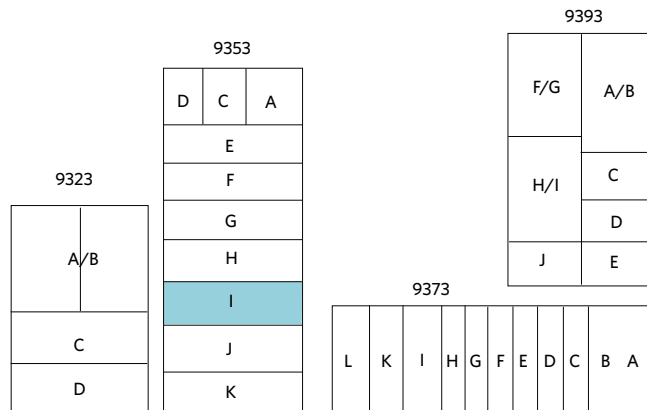 9323
A/B
C
D
9353
D C A
E
F
G
H
I
J
K
9393
F/G A/B
H/I C
D
J E
9373
L K I H G F E D C B A